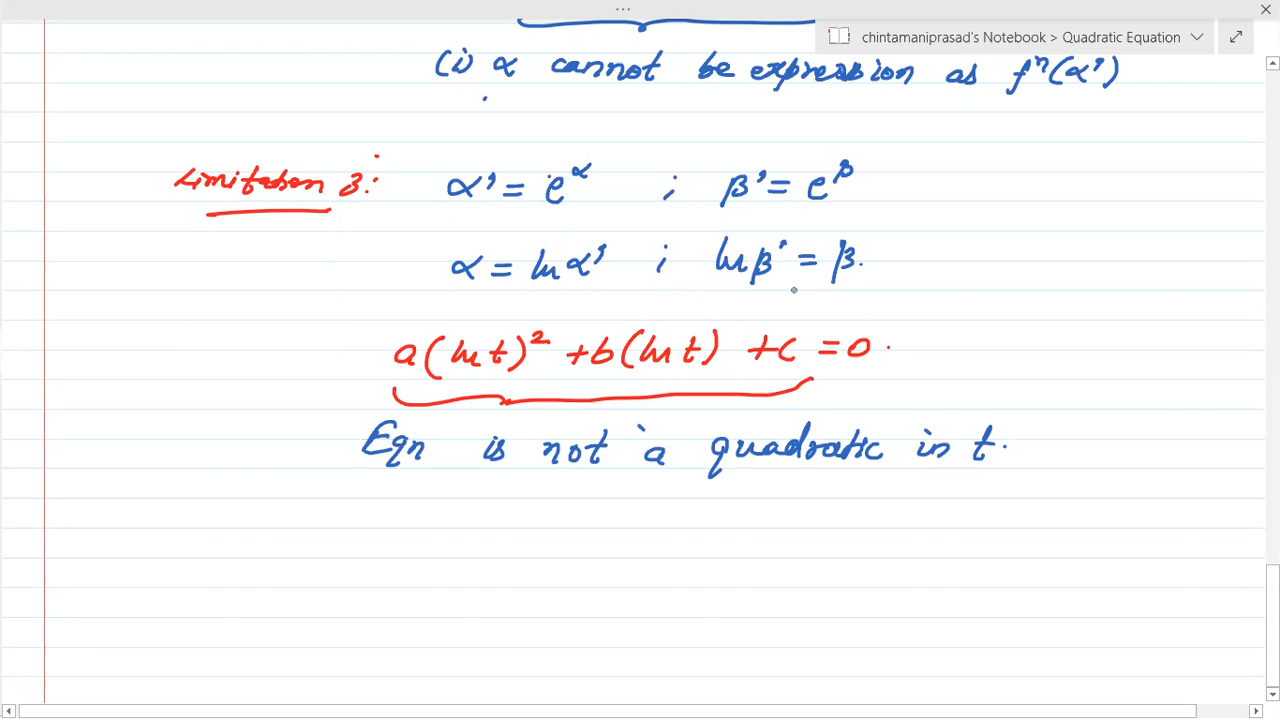 chintamaniprasad's Notebook > Quadratic Equation
(i) α cannot be expression as fⁿ(α')
Limitation 3:
α' = e^α ; β' = e^β
α = ln α' ; ln β' = β.
a(ln t)² + b(ln t) + c = 0.
Eqn is not a quadratic in t.